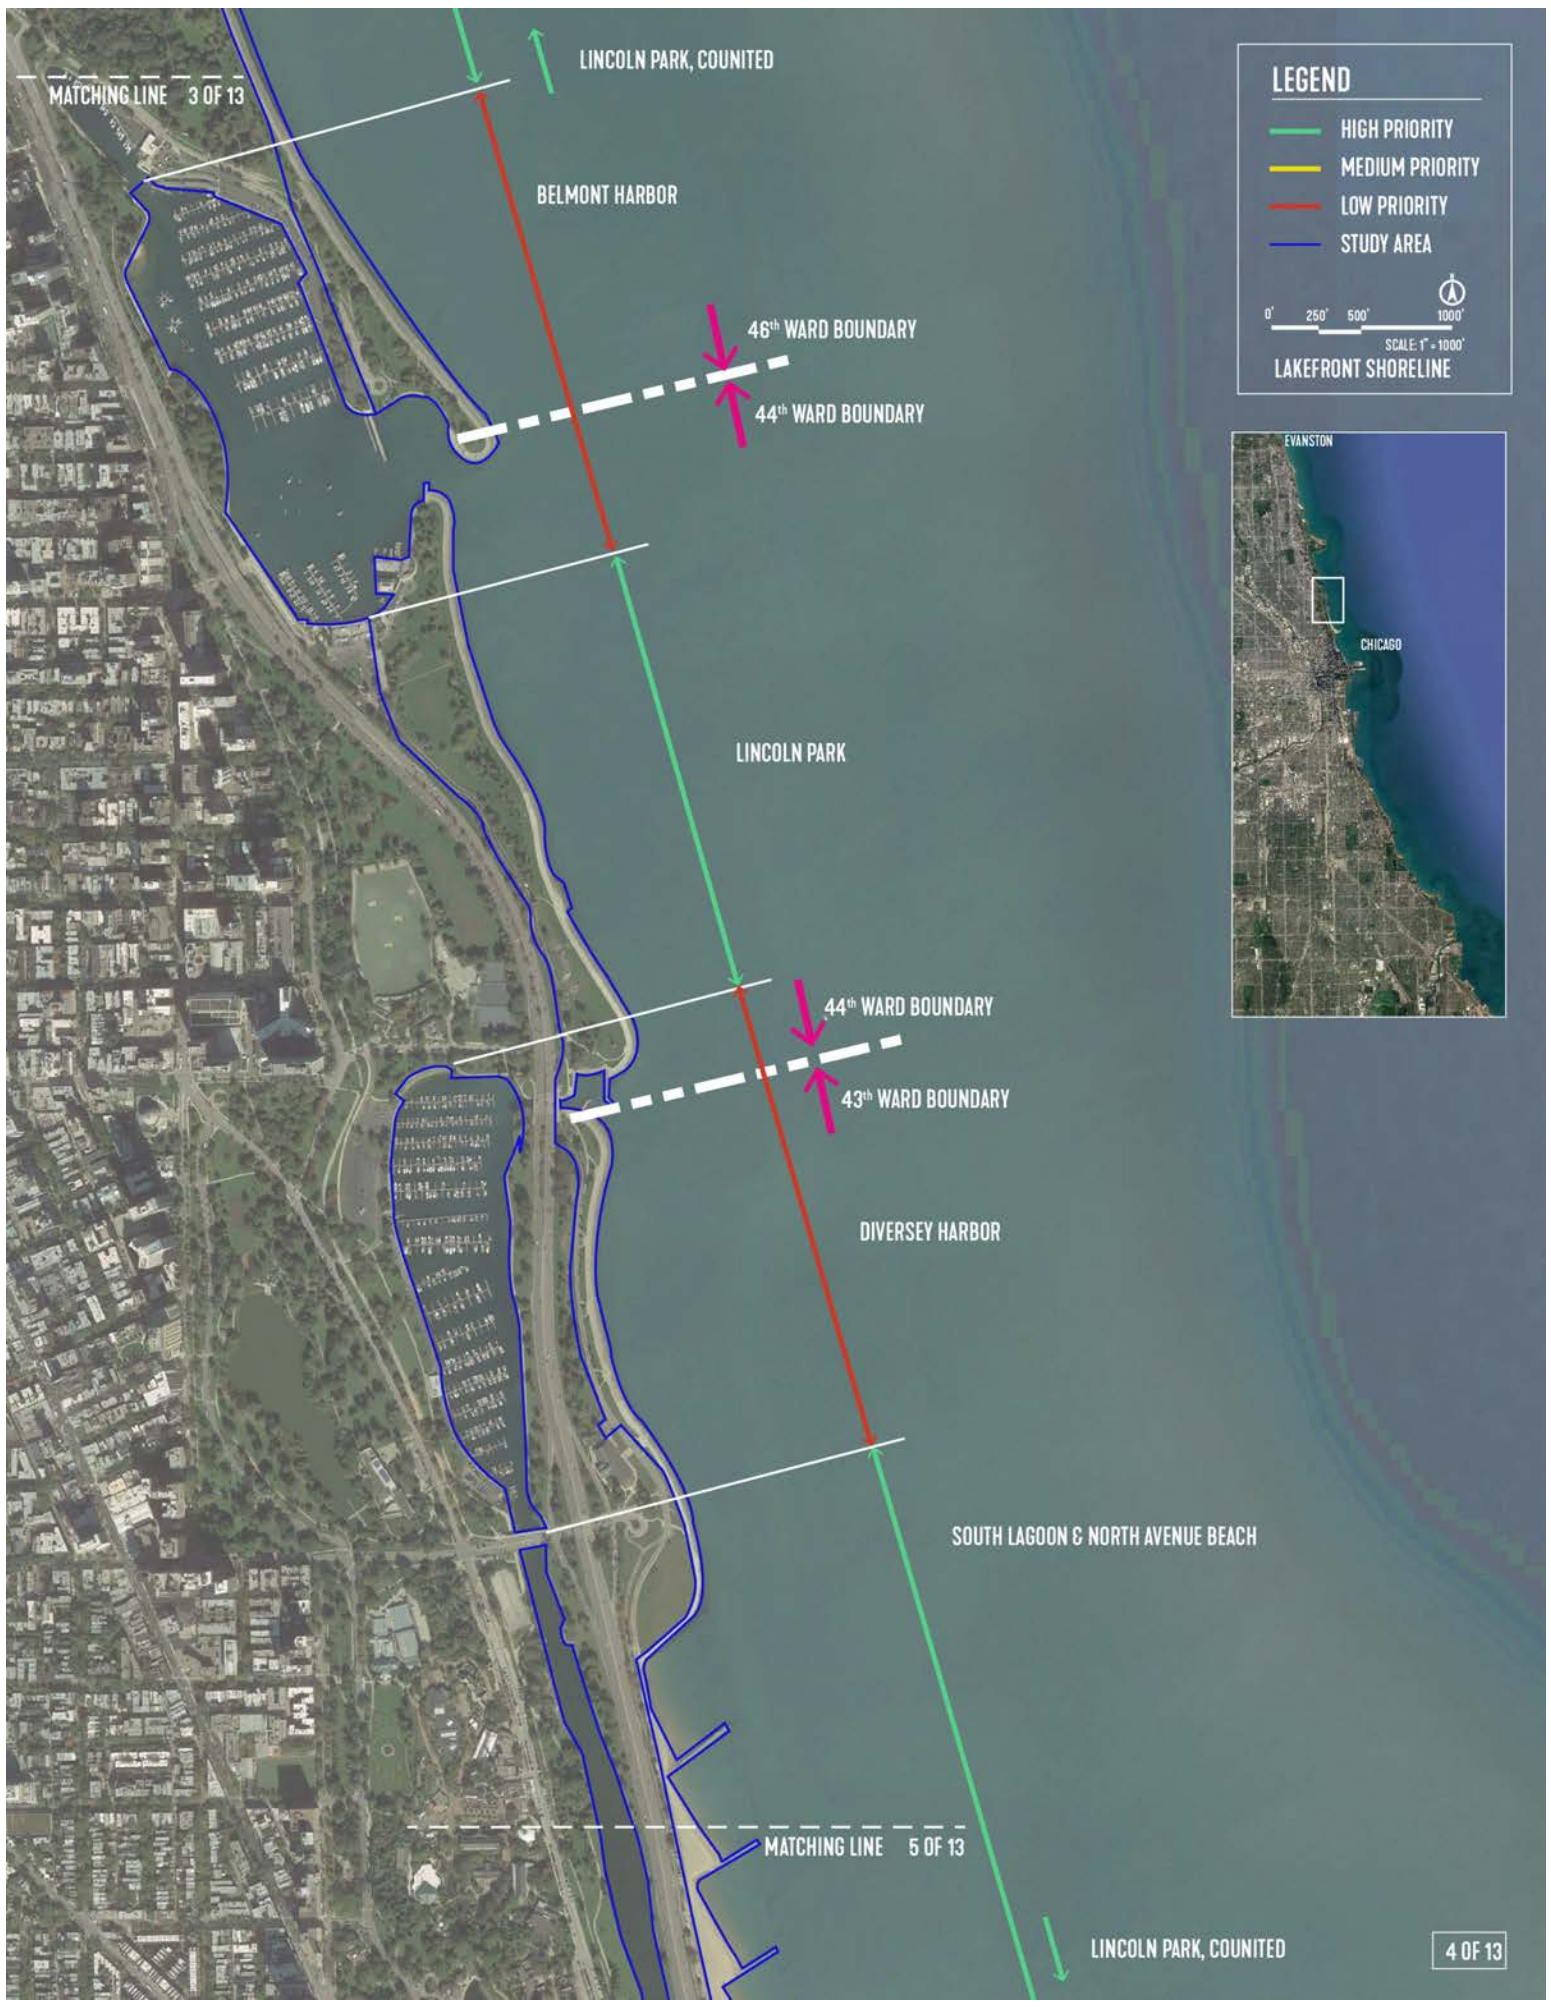 LINCOLN PARK, COUNITED
MATCHING LINE 3 OF 13
LEGEND
HIGH PRIORITY
MEDIUM PRIORITY
LOW PRIORITY
STUDY AREA
0' 250' 500' 1000'
SCALE: 1" = 1000'
LAKEFRONT SHORELINE
BELMONT HARBOR
46th WARD BOUNDARY
44th WARD BOUNDARY
EVANSTON
CHICAGO
LINCOLN PARK
44th WARD BOUNDARY
43th WARD BOUNDARY
DIVERSEY HARBOR
SOUTH LAGOON & NORTH AVENUE BEACH
MATCHING LINE 5 OF 13
LINCOLN PARK, COUNITED
4 OF 13